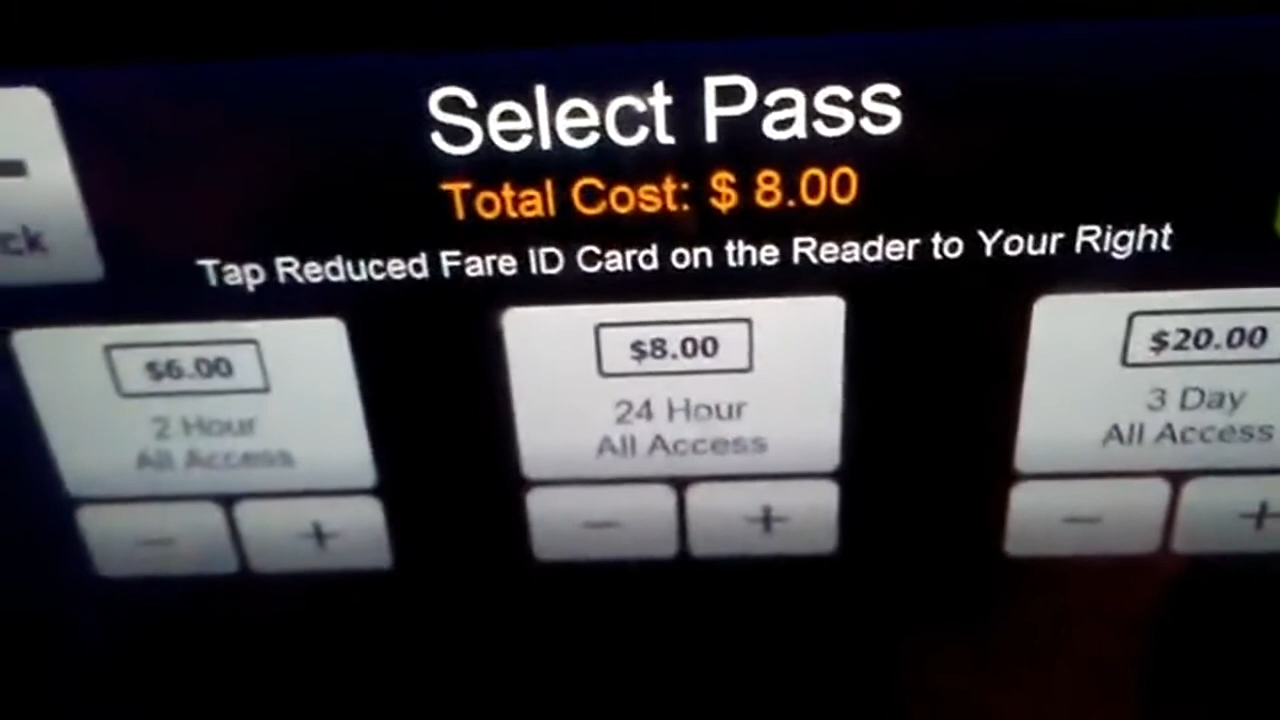 Select Pass
Total Cost: $ 8.00
ck
Tap Reduced Fare ID Card on the Reader to Your Right
$6.00
2 Hour
All Access
− +
$8.00
24 Hour
All Access
− +
$20.00
3 Day
All Access
− +